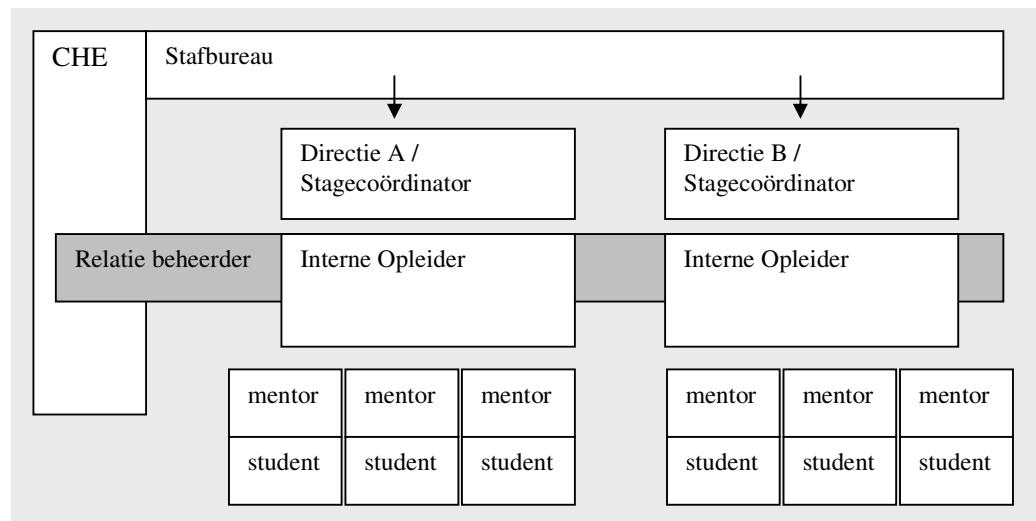 CHE
Stafbureau
Directie A /
Stagecoördinator
Directie B /
Stagecoördinator
Relatie beheerder
Interne Opleider
Interne Opleider
mentor mentor mentor
mentor mentor mentor
student student student
student student student